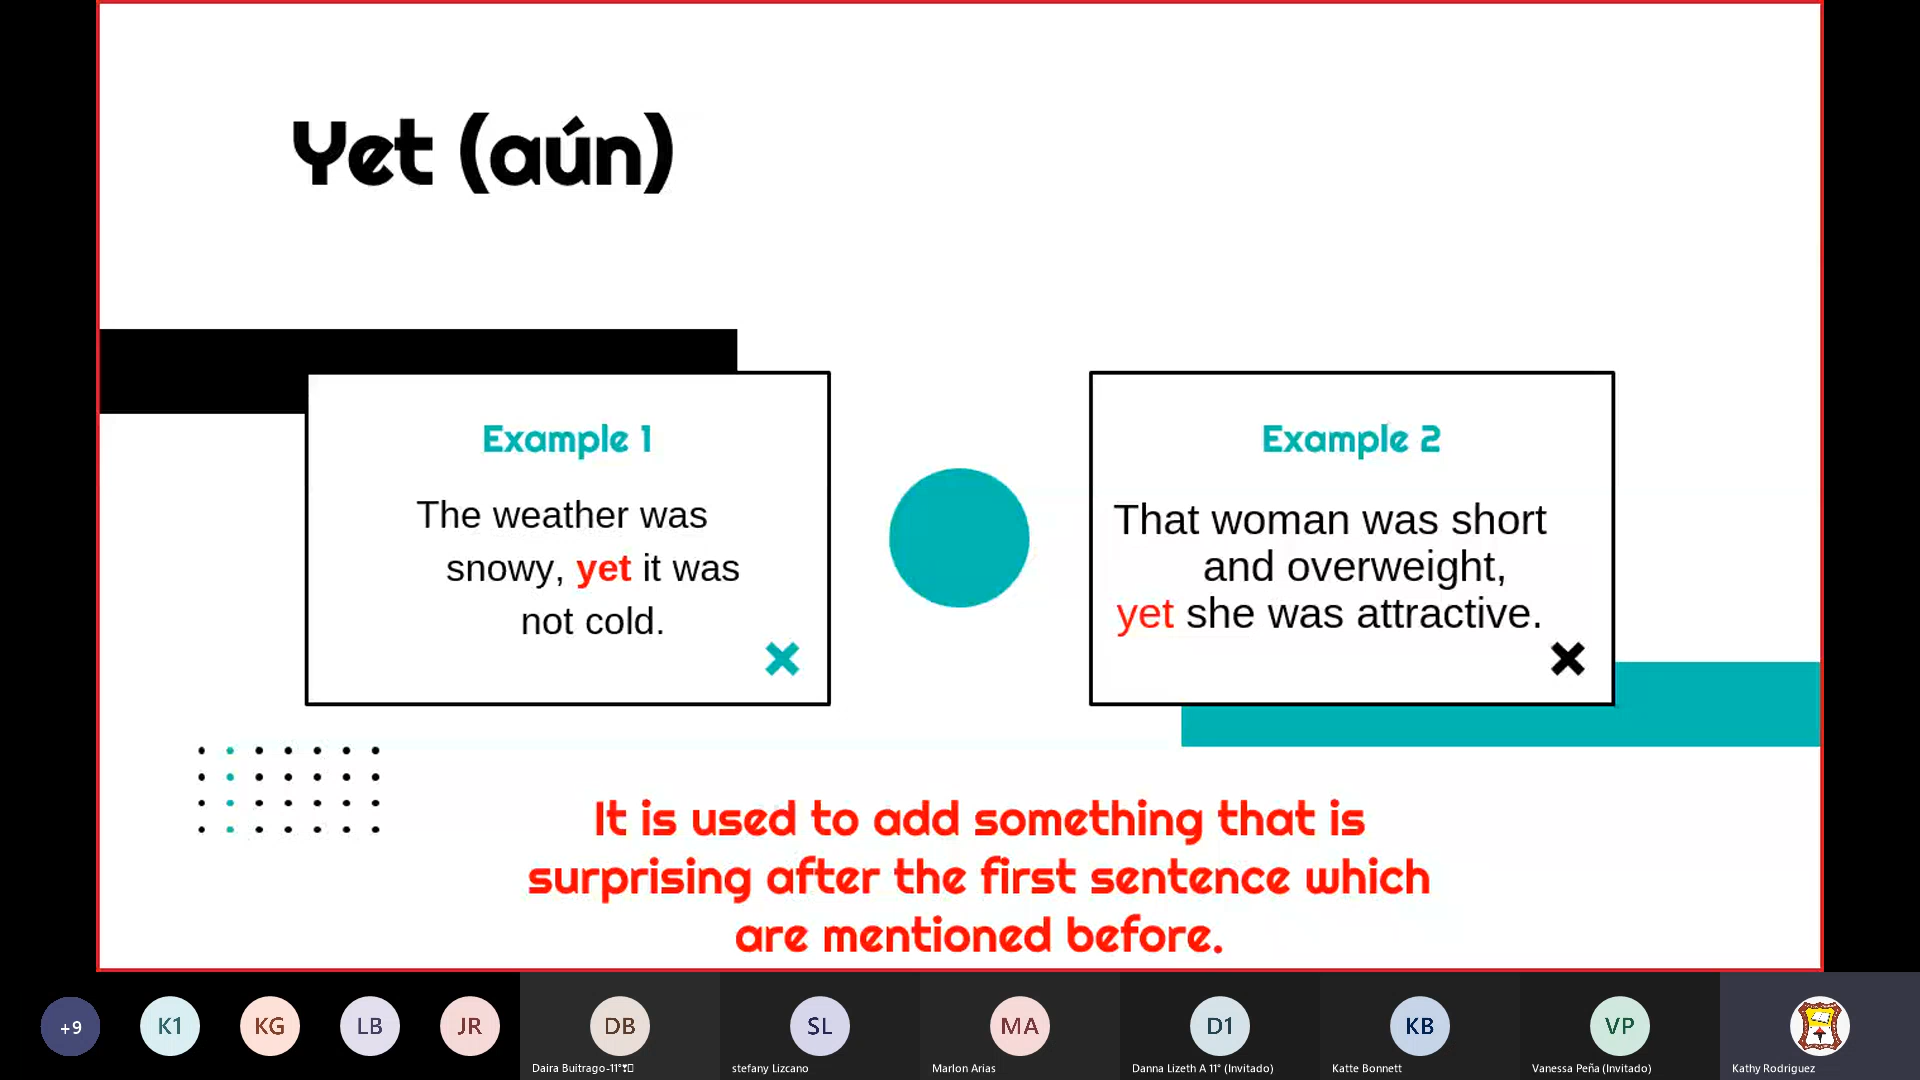 Yet (aún)
Example 1
The weather was
snowy, yet it was
not cold.
Example 2
That woman was short
and overweight,
yet she was attractive.
It is used to add something that is
surprising after the first sentence which
are mentioned before.
+9
K1
KG
LB
JR
DB
SL
MA
D1
KB
VP
Daira Buitrago-11°
stefany Lizcano
Marlon Arias
Danna Lizeth A 11° (Invitado)
Katte Bonnett
Vanessa Peña (Invitado)
Kathy Rodriguez